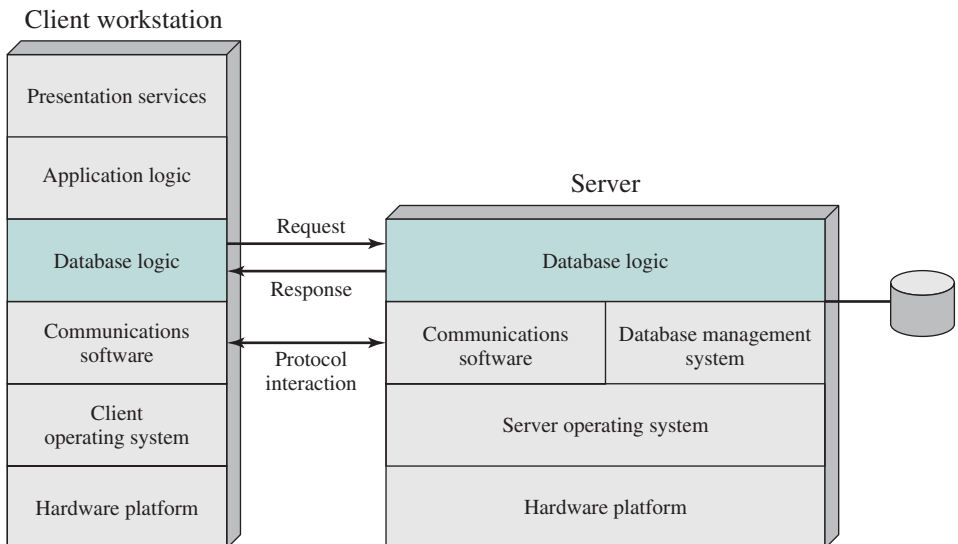 Client workstation
Presentation services
Application logic
Database logic
Communications
software
Client
operating system
Hardware platform
Request
Response
Protocol
interaction
Server
Database logic
Communications
software
Database management
system
Server operating system
Hardware platform